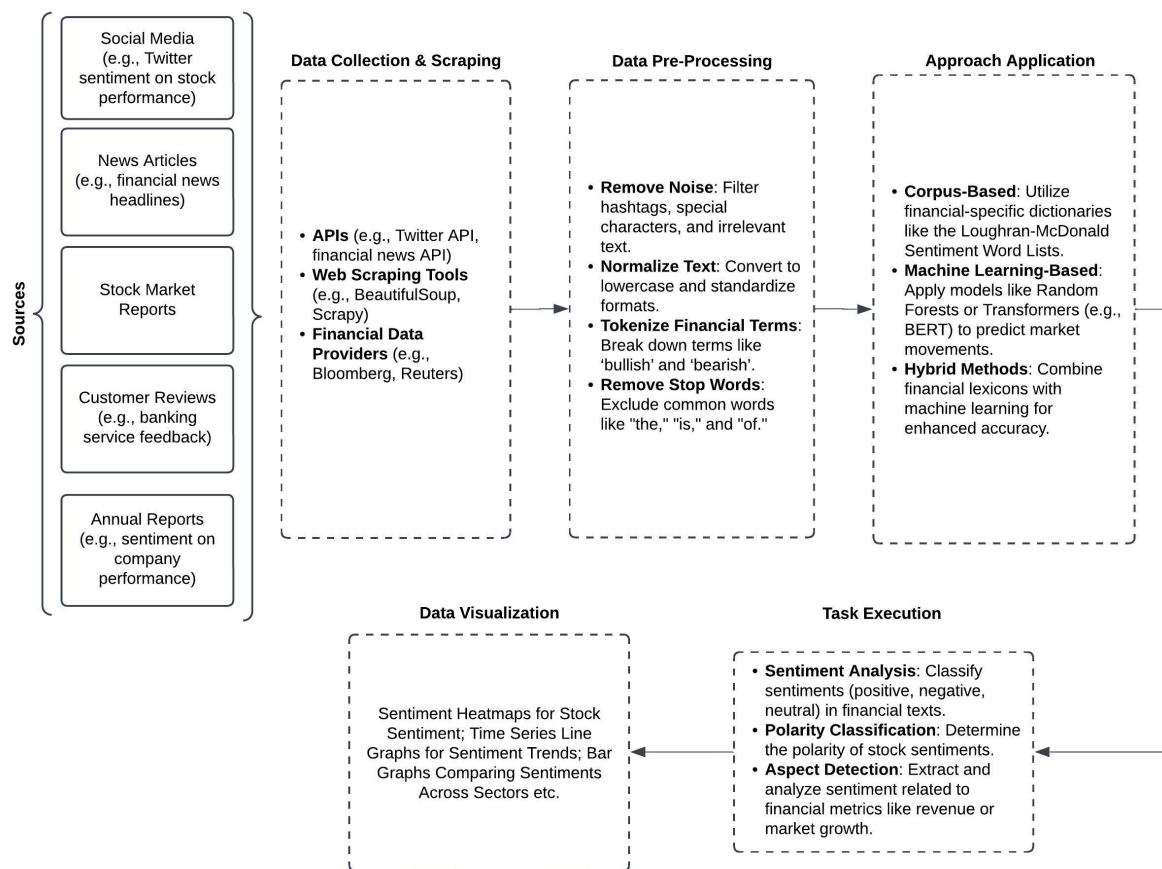 Sources
Social Media
(e.g., Twitter
sentiment on stock
performance)
News Articles
(e.g., financial news
headlines)
Stock Market
Reports
Customer Reviews
(e.g., banking
service feedback)
Annual Reports
(e.g., sentiment on
company
performance)
Data Collection & Scraping
• APIs (e.g., Twitter API,
financial news API)
• Web Scraping Tools
(e.g., BeautifulSoup,
Scrapy)
• Financial Data
Providers (e.g.,
Bloomberg, Reuters)
Data Pre-Processing
• Remove Noise: Filter
hashtags, special
characters, and irrelevant
text.
• Normalize Text: Convert to
lowercase and standardize
formats.
• Tokenize Financial Terms:
Break down terms like
‘bullish’ and ‘bearish’.
• Remove Stop Words:
Exclude common words
like "the," "is," and "of."
Approach Application
• Corpus-Based: Utilize
financial-specific dictionaries
like the Loughran-McDonald
Sentiment Word Lists.
• Machine Learning-Based:
Apply models like Random
Forests or Transformers (e.g.,
BERT) to predict market
movements.
• Hybrid Methods: Combine
financial lexicons with
machine learning for
enhanced accuracy.
Task Execution
• Sentiment Analysis: Classify
sentiments (positive, negative,
neutral) in financial texts.
• Polarity Classification: Determine
the polarity of stock sentiments.
• Aspect Detection: Extract and
analyze sentiment related to
financial metrics like revenue or
market growth.
Data Visualization
Sentiment Heatmaps for Stock
Sentiment; Time Series Line
Graphs for Sentiment Trends; Bar
Graphs Comparing Sentiments
Across Sectors etc.